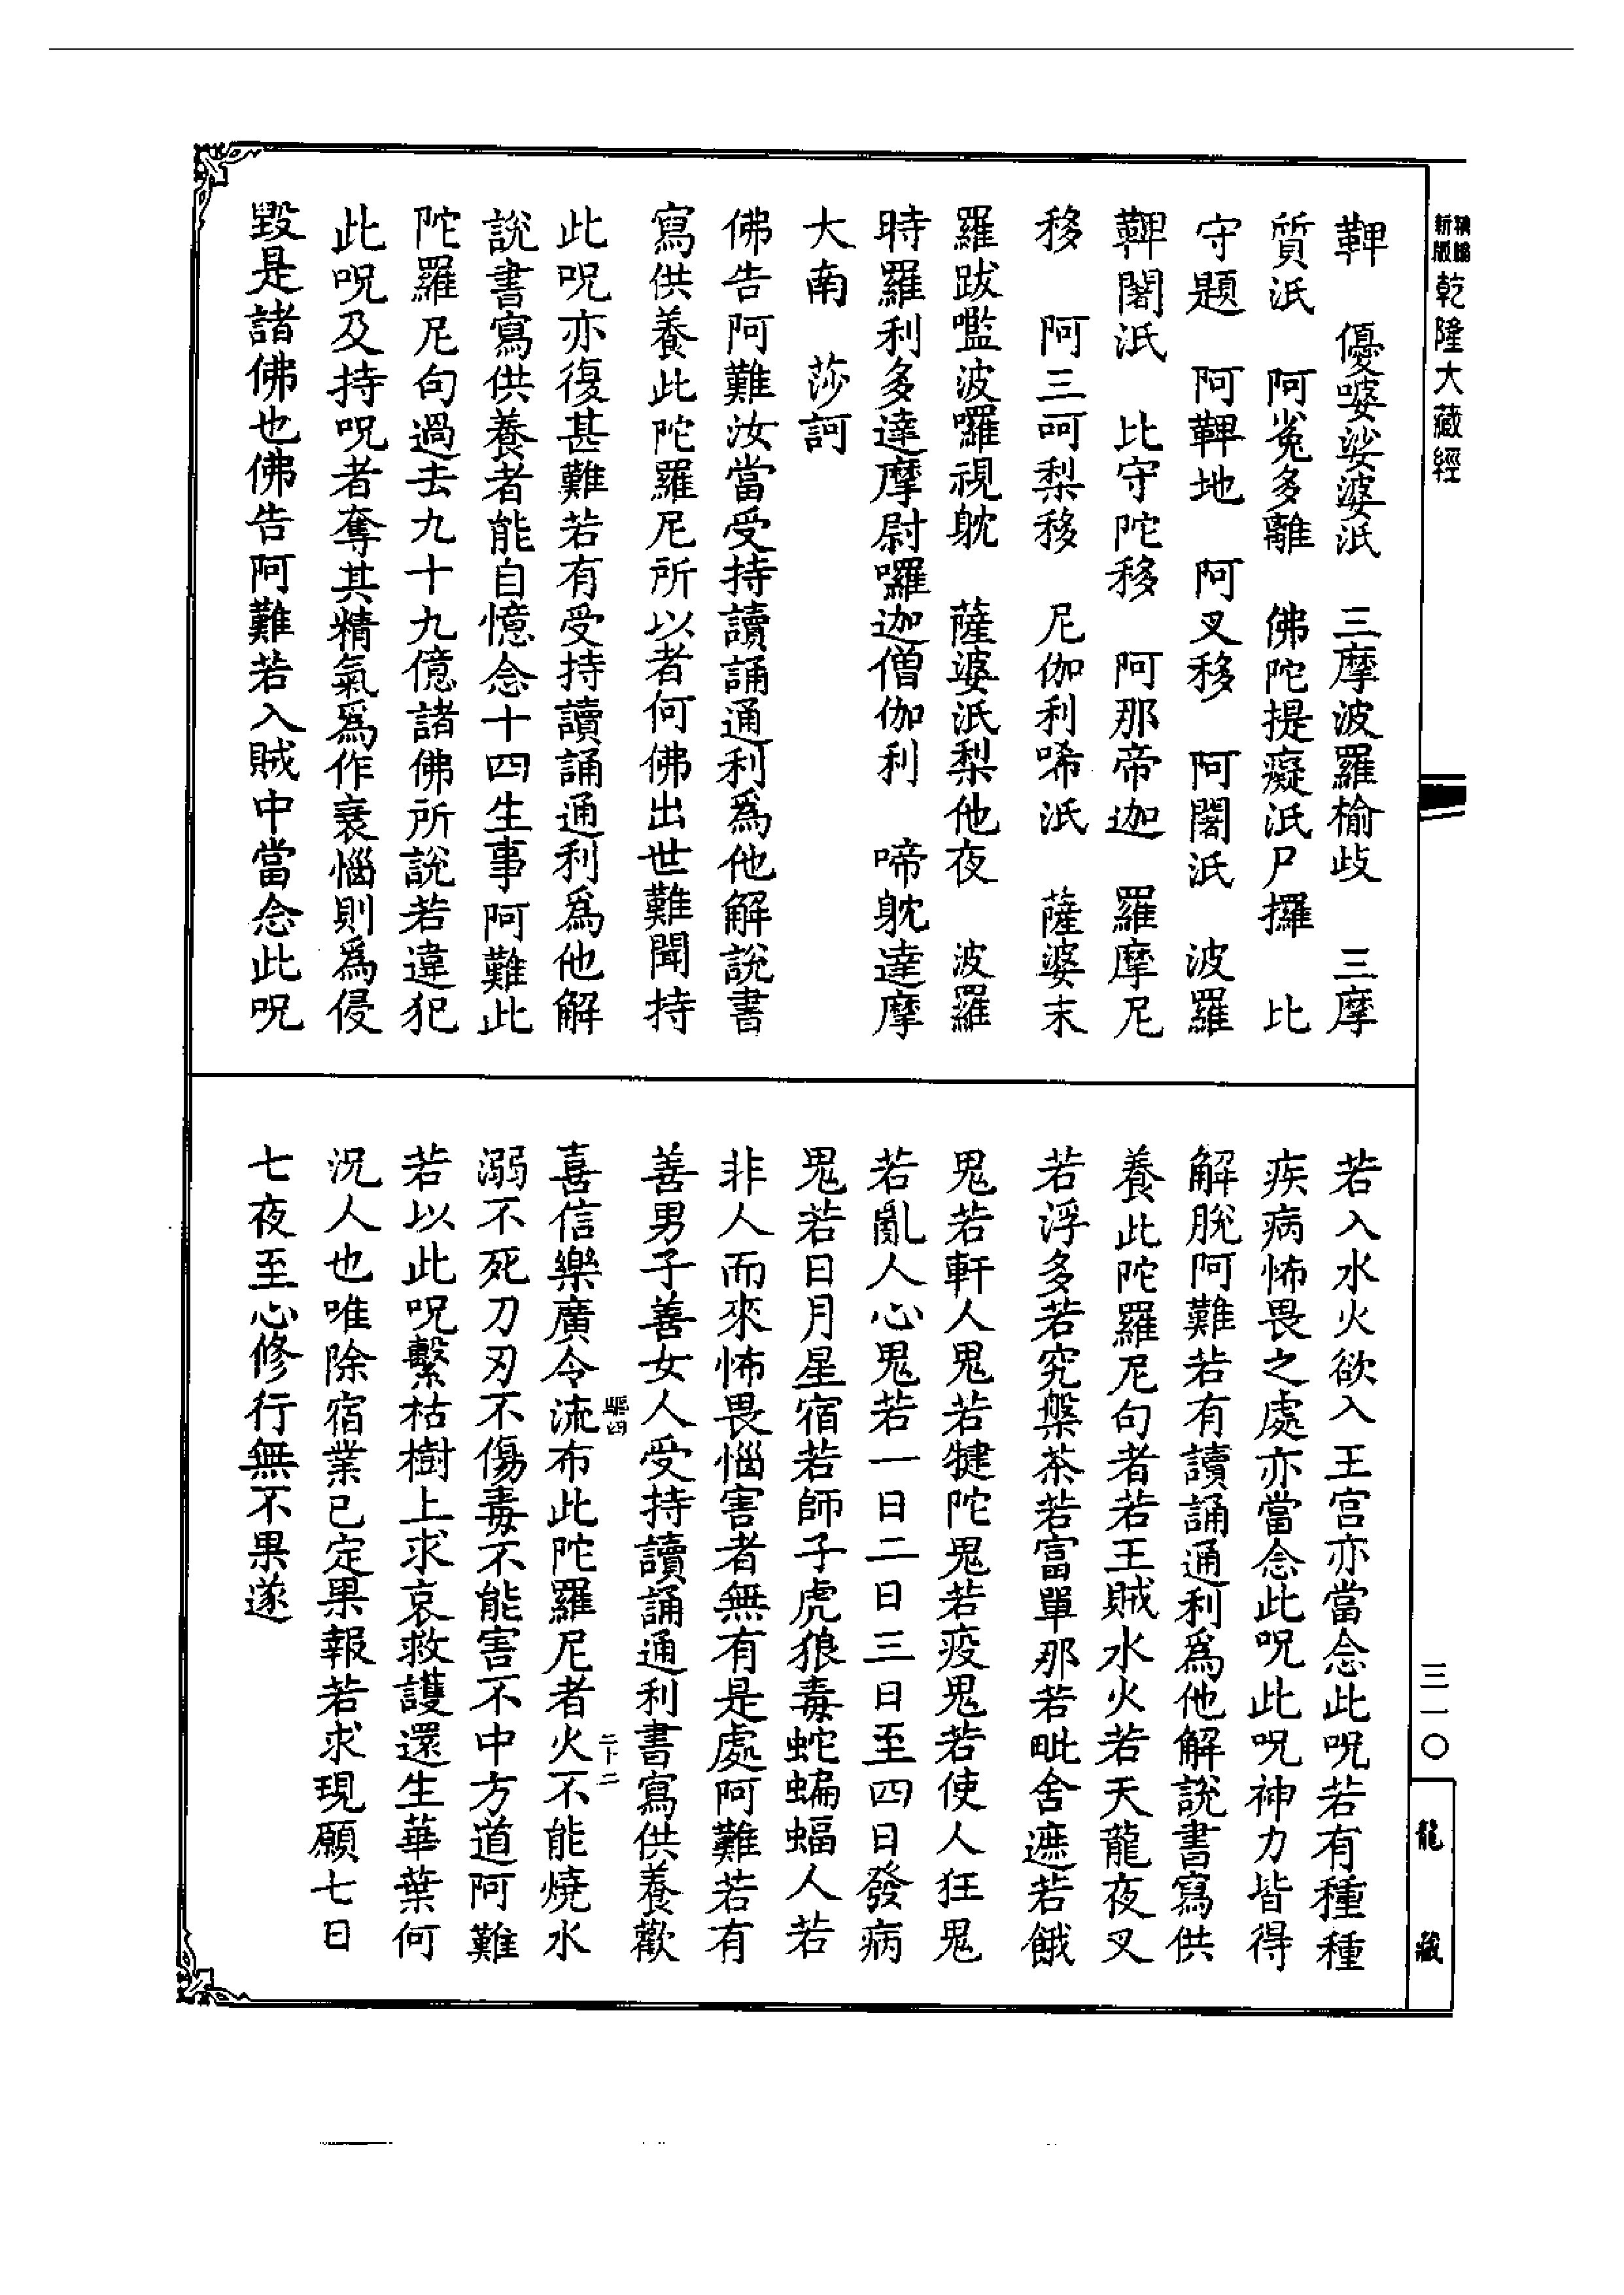 新版
精縮
乾隆大藏經
鞞　優婆娑婆泜　三摩波羅榆歧　三摩
質泜　阿㝹多離　佛陀提癡泜尸攞　比
守題　阿鞞地　阿叉移　阿闍泜　波羅
鞞闍泜　比守陀移　阿那帝迦　羅摩尼
移　阿三呵梨移　尼伽利唏泜　薩婆末
羅跋嚂波囉視躭　薩婆泜梨他夜　波羅
時羅利多達摩尉囉迦僧伽利　啼躭達摩
大南　莎訶
佛告阿難汝當受持讀誦通利爲他解說書
寫供養此陀羅尼所以者何佛出世難聞持
此呪亦復甚難若有受持讀誦通利爲他解
說書寫供養者能自憶念十四生事阿難此
陀羅尼句過去九十九億諸佛所說若違犯
此呪及持呪者奪其精氣爲作衰惱則爲侵
毀是諸佛也佛告阿難若入賊中當念此呪
若入水火欲入王宮亦當念此呪若有種種
疾病怖畏之處亦當念此呪此呪神力皆得
解脫阿難若有讀誦通利爲他解說書寫供
養此陀羅尼句者若王賊水火若天龍夜叉
若浮多若究槃茶若富單那若毗舍遮若餓
鬼若軒人鬼若犍陀鬼若疫鬼若使人狂鬼
若亂人心鬼若一日二日三日至四日發病
鬼若日月星宿若師子虎狼毒蛇蝙蝠人若
非人而來怖畏惱害者無有是處阿難若有
善男子善女人受持讀誦通利書寫供養歡
喜信樂廣令流布此陀羅尼者火不能燒水
二十二
溺不死刀刃不傷毒不能害不中方道阿難
若以此呪繫枯樹上求哀救護還生華葉何
況人也唯除宿業已定果報若求現願七日
七夜至心修行無不果遂
三一〇
龍藏